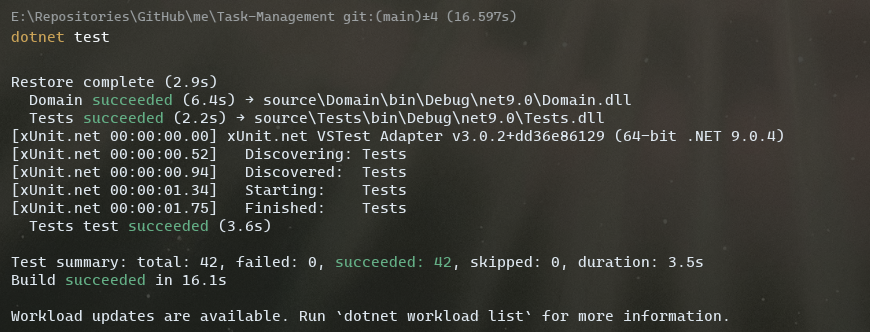 E:\Repositories\GitHub\me\Task-Management git:(main)±4 (16.597s)
dotnet test
Restore complete (2.9s)
  Domain succeeded (6.4s) → source\Domain\bin\Debug\net9.0\Domain.dll
  Tests succeeded (2.2s) → source\Tests\bin\Debug\net9.0\Tests.dll
[xUnit.net 00:00:00.00] xUnit.net VSTest Adapter v3.0.2+dd36e86129 (64-bit .NET 9.0.4)
[xUnit.net 00:00:00.52]   Discovering: Tests
[xUnit.net 00:00:00.94]   Discovered:  Tests
[xUnit.net 00:00:01.34]   Starting:    Tests
[xUnit.net 00:00:01.75]   Finished:    Tests
  Tests test succeeded (3.6s)
Test summary: total: 42, failed: 0, succeeded: 42, skipped: 0, duration: 3.5s
Build succeeded in 16.1s
Workload updates are available. Run `dotnet workload list` for more information.